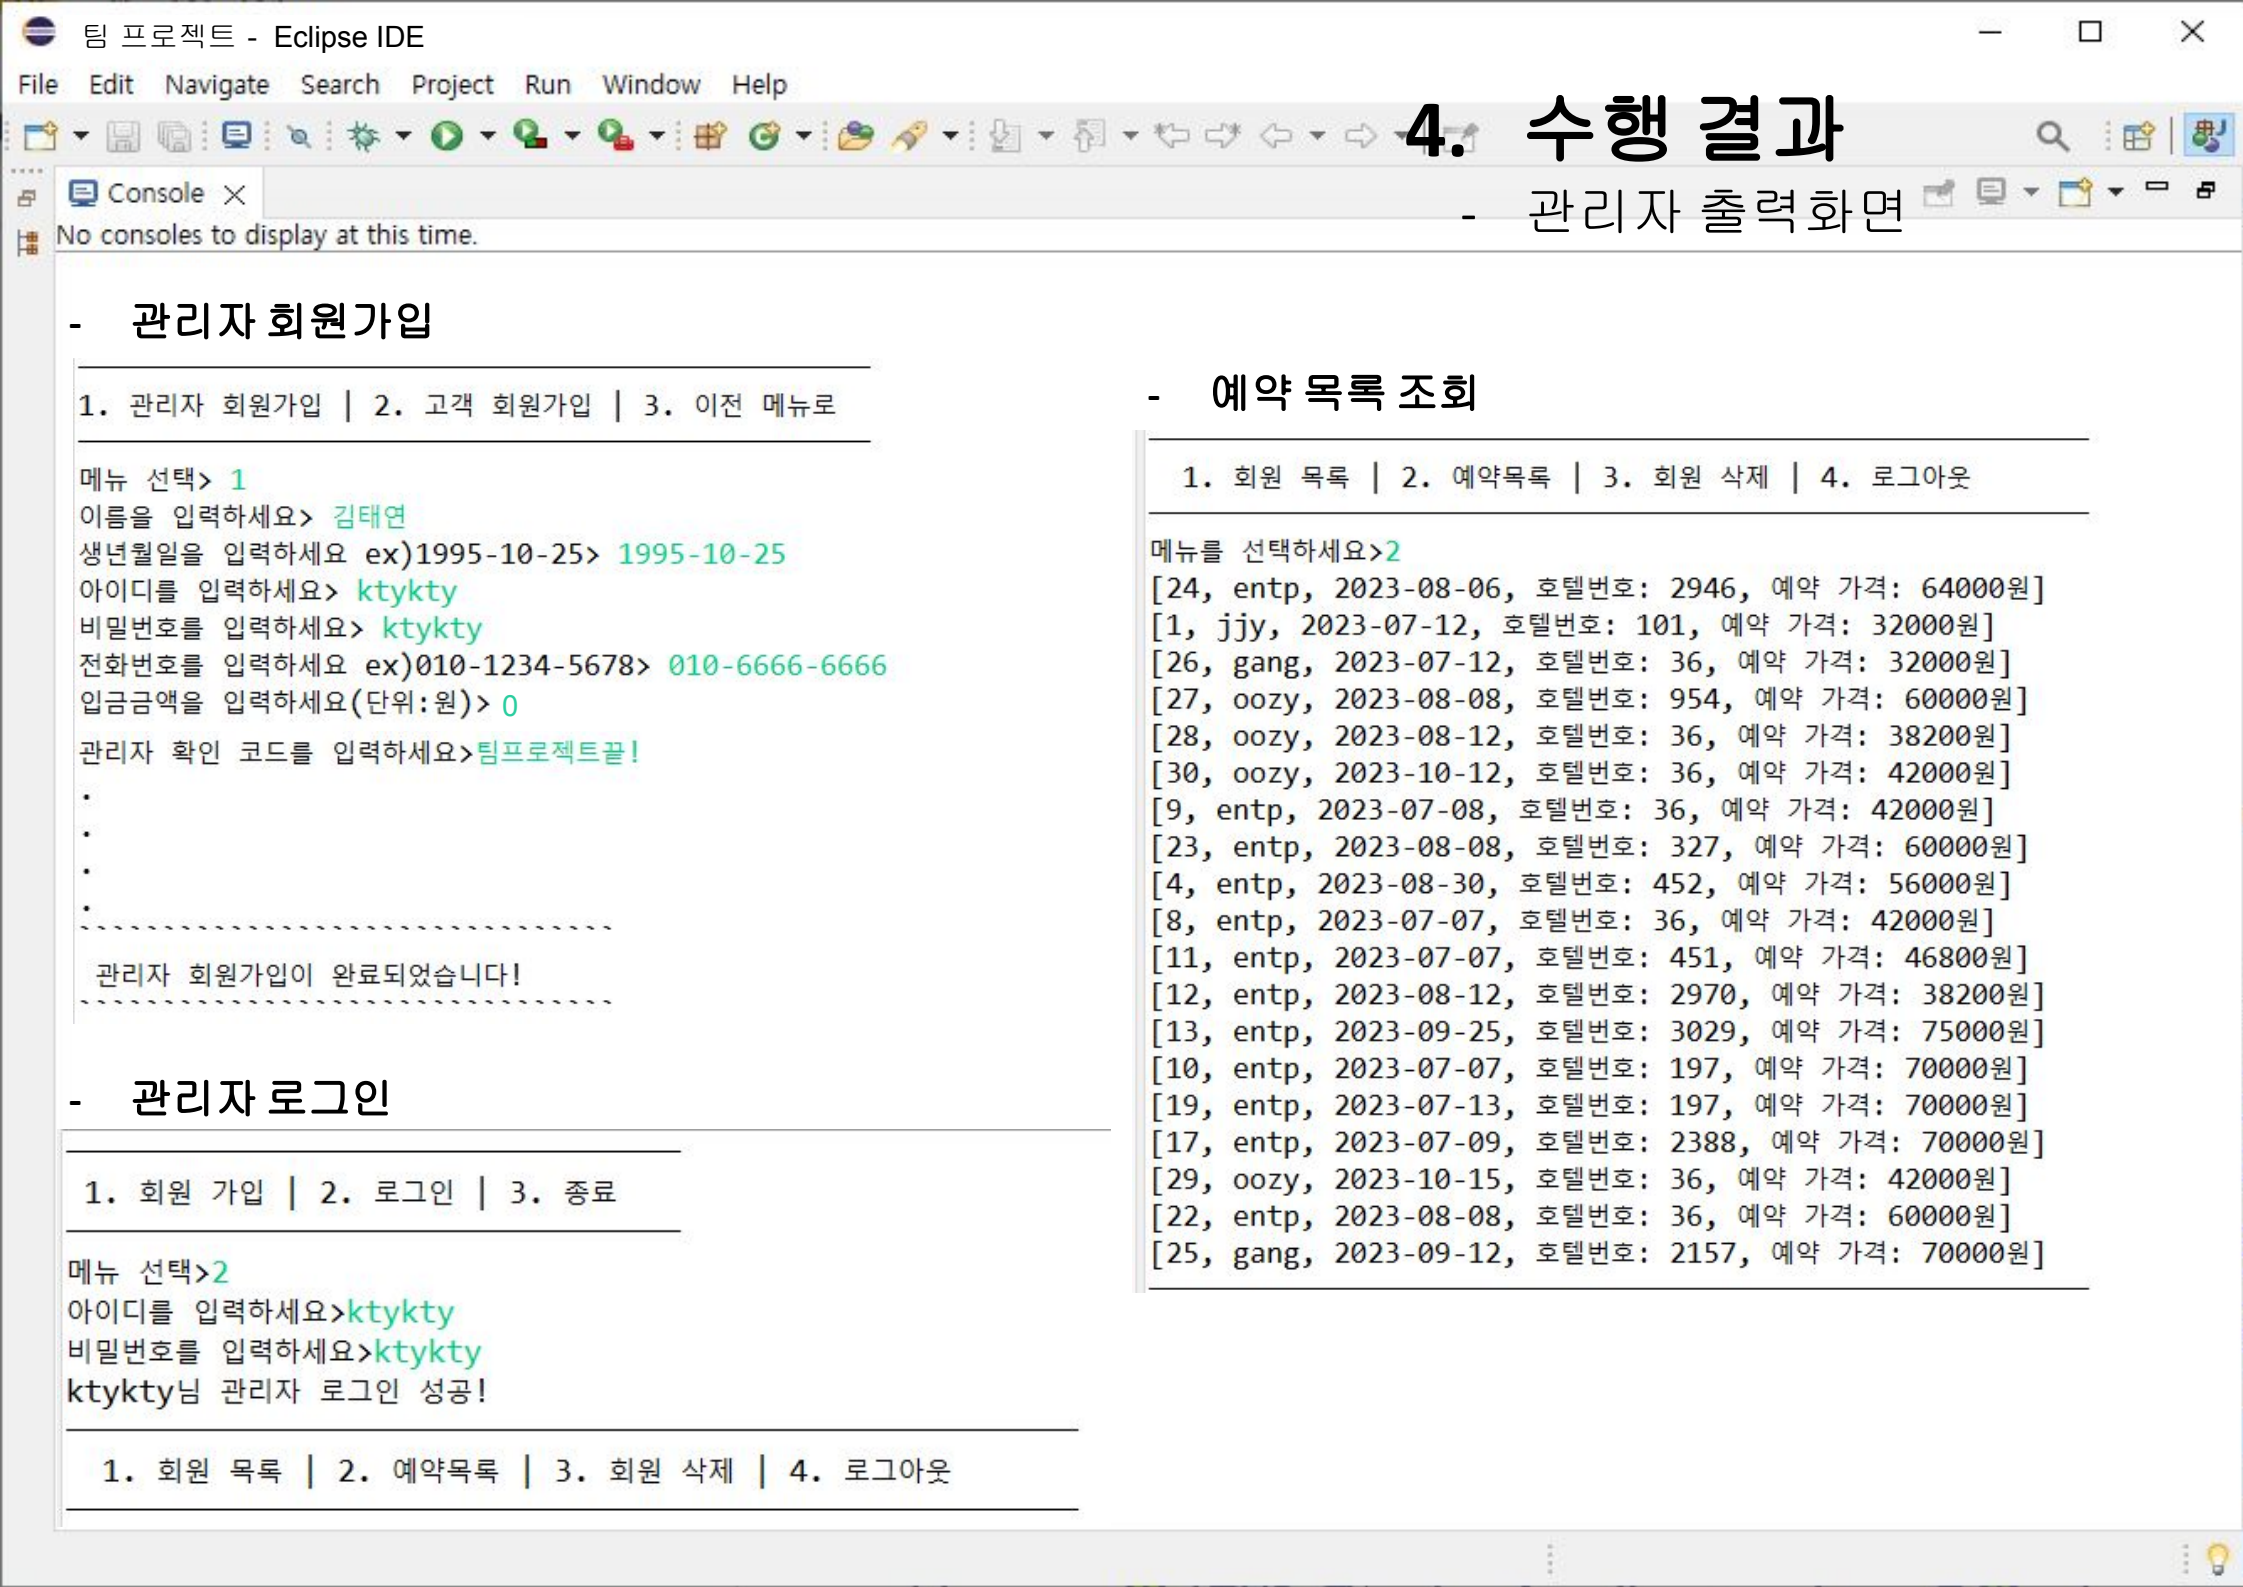 팀 프로젝트 - Eclipse IDE
File Edit Navigate Search Project Run Window Help
4. 수행 결과
- 관리자 출력화면
Console
No consoles to display at this time.
- 관리자 회원가입
1. 관리자 회원가입 | 2. 고객 회원가입 | 3. 이전 메뉴로
메뉴 선택> 1
이름을 입력하세요> 김태연
생년월일을 입력하세요 ex)1995-10-25> 1995-10-25
아이디를 입력하세요> ktykty
비밀번호를 입력하세요> ktykty
전화번호를 입력하세요 ex)010-1234-5678> 010-6666-6666
입금금액을 입력하세요(단위:원)> 0
관리자 확인 코드를 입력하세요>팀프로젝트끝!
.
.
.
.
관리자 회원가입이 완료되었습니다!
- 관리자 로그인
1. 회원 가입 | 2. 로그인 | 3. 종료
메뉴 선택>2
아이디를 입력하세요>ktykty
비밀번호를 입력하세요>ktykty
ktykty님 관리자 로그인 성공!
1. 회원 목록 | 2. 예약목록 | 3. 회원 삭제 | 4. 로그아웃
- 예약 목록 조회
1. 회원 목록 | 2. 예약목록 | 3. 회원 삭제 | 4. 로그아웃
메뉴를 선택하세요>2
[24, entp, 2023-08-06, 호텔번호: 2946, 예약 가격: 64000원]
[1, jjy, 2023-07-12, 호텔번호: 101, 예약 가격: 32000원]
[26, gang, 2023-07-12, 호텔번호: 36, 예약 가격: 32000원]
[27, oozy, 2023-08-08, 호텔번호: 954, 예약 가격: 60000원]
[28, oozy, 2023-08-12, 호텔번호: 36, 예약 가격: 38200원]
[30, oozy, 2023-10-12, 호텔번호: 36, 예약 가격: 42000원]
[9, entp, 2023-07-08, 호텔번호: 36, 예약 가격: 42000원]
[23, entp, 2023-08-08, 호텔번호: 327, 예약 가격: 60000원]
[4, entp, 2023-08-30, 호텔번호: 452, 예약 가격: 56000원]
[8, entp, 2023-07-07, 호텔번호: 36, 예약 가격: 42000원]
[11, entp, 2023-07-07, 호텔번호: 451, 예약 가격: 46800원]
[12, entp, 2023-08-12, 호텔번호: 2970, 예약 가격: 38200원]
[13, entp, 2023-09-25, 호텔번호: 3029, 예약 가격: 75000원]
[10, entp, 2023-07-07, 호텔번호: 197, 예약 가격: 70000원]
[19, entp, 2023-07-13, 호텔번호: 197, 예약 가격: 70000원]
[17, entp, 2023-07-09, 호텔번호: 2388, 예약 가격: 70000원]
[29, oozy, 2023-10-15, 호텔번호: 36, 예약 가격: 42000원]
[22, entp, 2023-08-08, 호텔번호: 36, 예약 가격: 60000원]
[25, gang, 2023-09-12, 호텔번호: 2157, 예약 가격: 70000원]